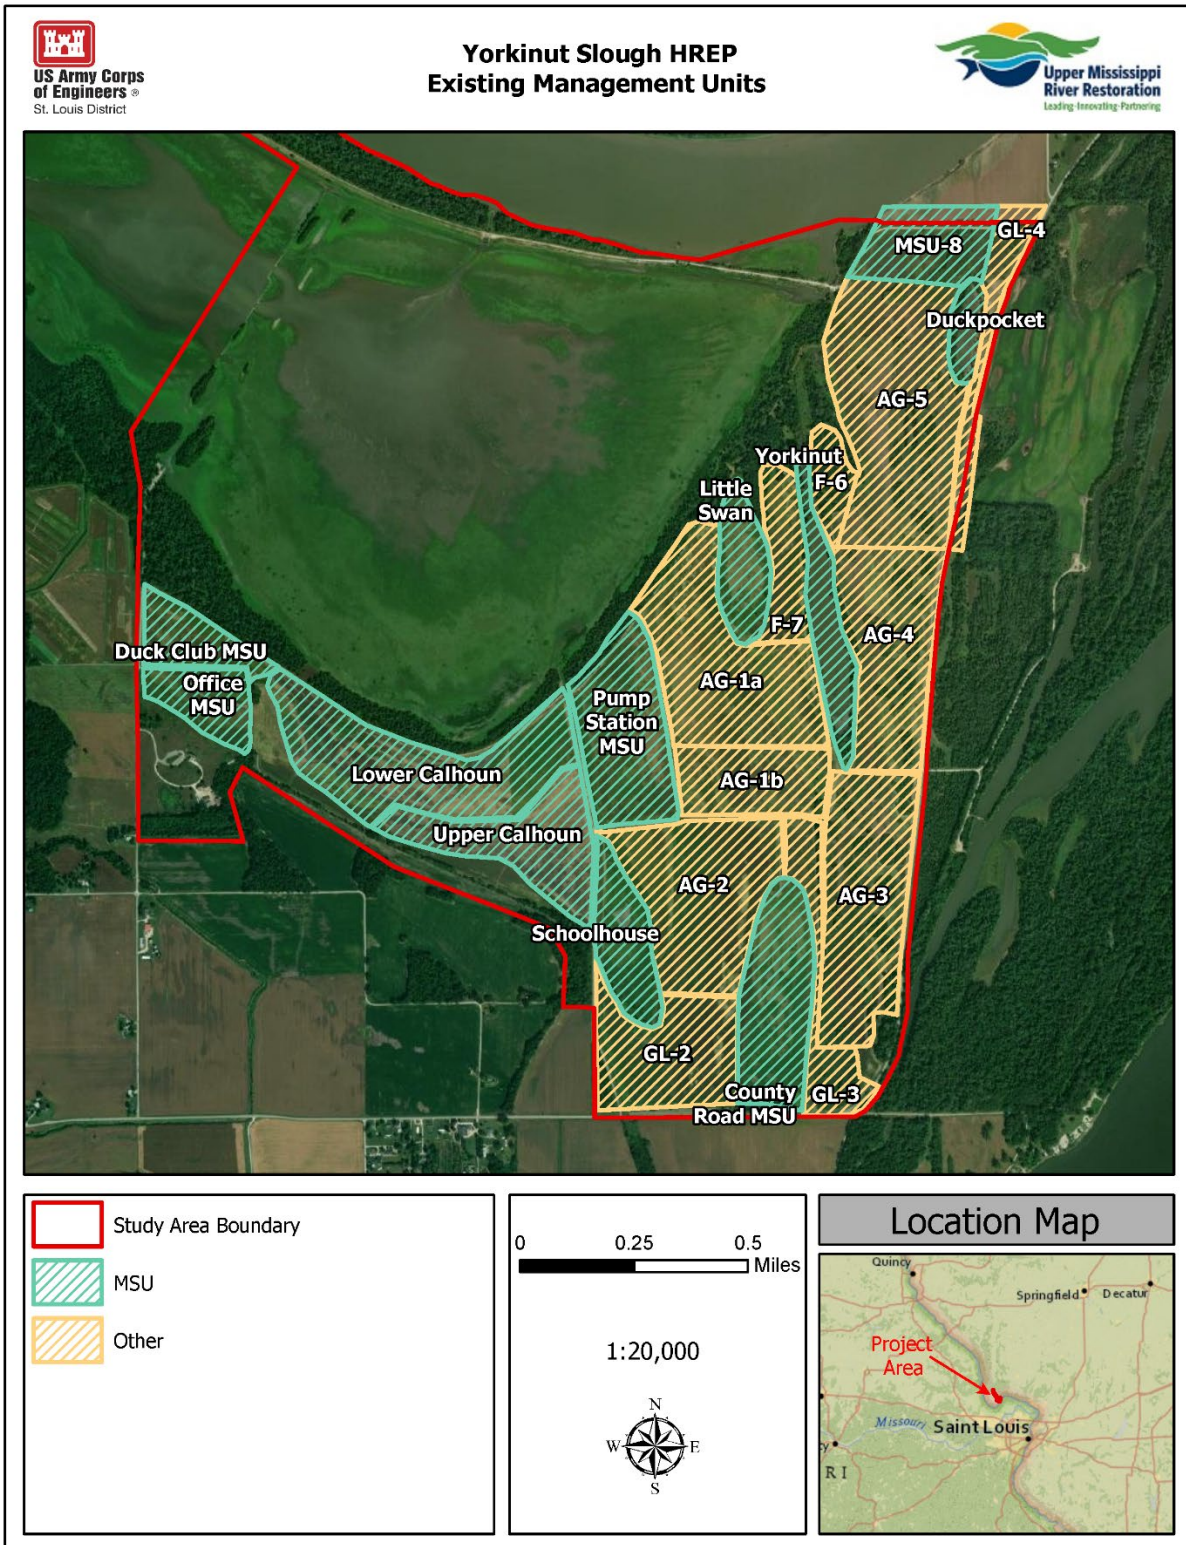 US Army Corps
of Engineers ®
St. Louis District
Yorkinut Slough HREP
Existing Management Units
Upper Mississippi
River Restoration
Leading-Innovating-Partnering
GL-4
MSU-8
Duckpocket
AG-5
Yorkinut
F-6
Little
Swan
F-7
AG-4
Duck Club MSU
Office
MSU
AG-1a
Pump
Station
MSU
Lower Calhoun
AG-1b
Upper Calhoun
AG-2
AG-3
Schoolhouse
GL-2
County
Road MSU
GL-3
Study Area Boundary
MSU
Other
0 0.25 0.5
Miles
1:20,000
N
W E
S
Location Map
Quincy
Springfield
Decatur
Project
Area
Missouri
Saint Louis
R I